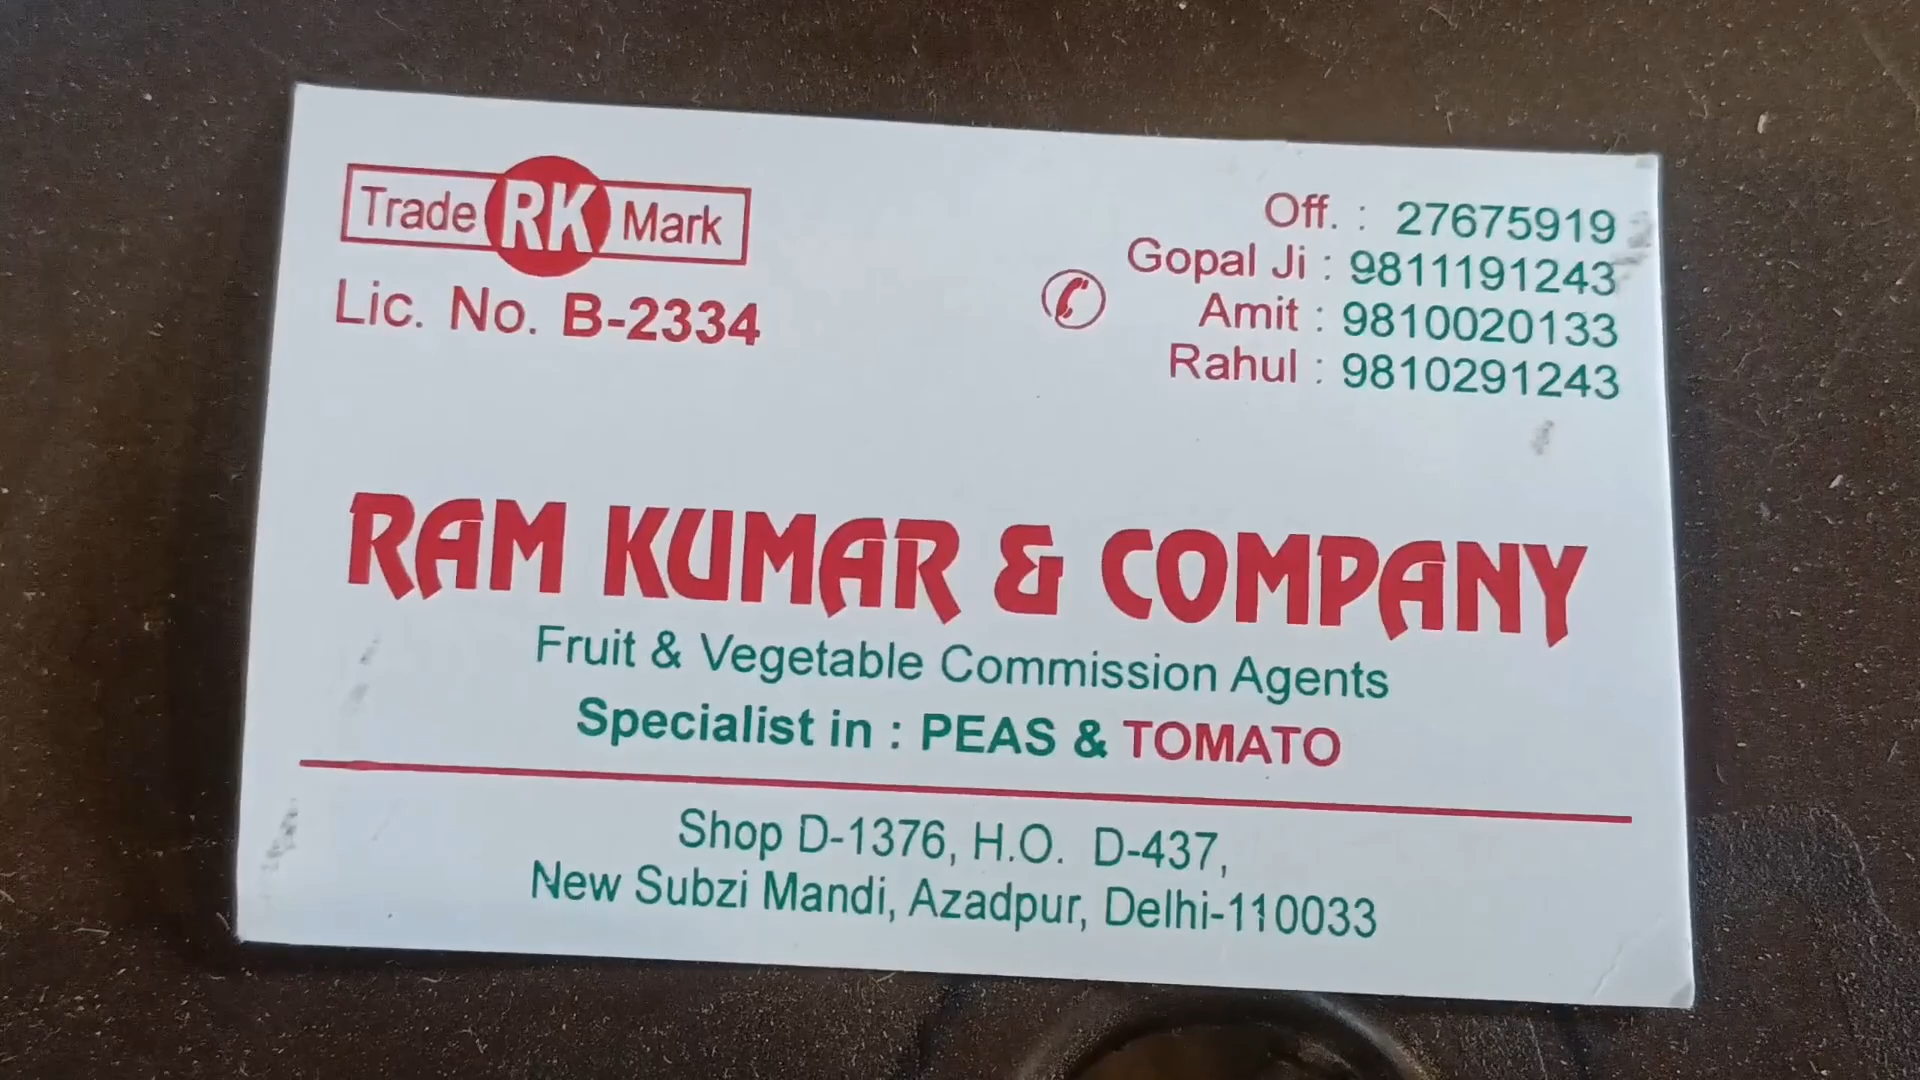 Trade RK Mark
Lic. No. B-2334
Off. : 27675919
Gopal Ji : 9811191243
Amit : 9810020133
Rahul : 9810291243
RAM KUMAR & COMPANY
Fruit & Vegetable Commission Agents
Specialist in : PEAS & TOMATO
Shop D-1376, H.O. D-437,
New Subzi Mandi, Azadpur, Delhi-110033